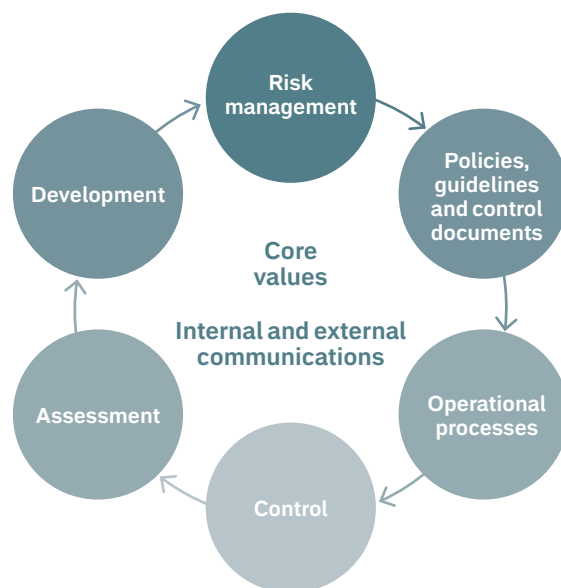 Risk
management
Policies,
guidelines
and control
documents
Development
Core
values
Internal and external
communications
Operational
processes
Assessment
Control